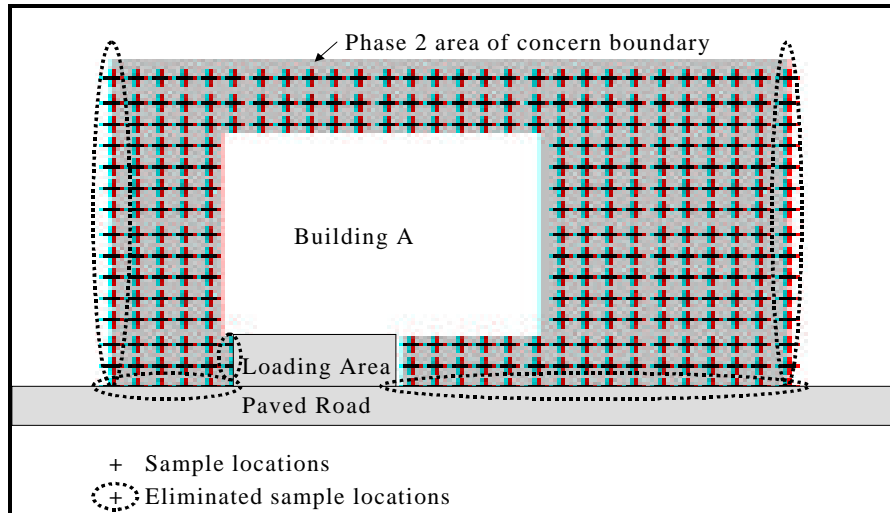 Phase 2 area of concern boundary
Building A
Loading Area
Paved Road
+ Sample locations
+ Eliminated sample locations